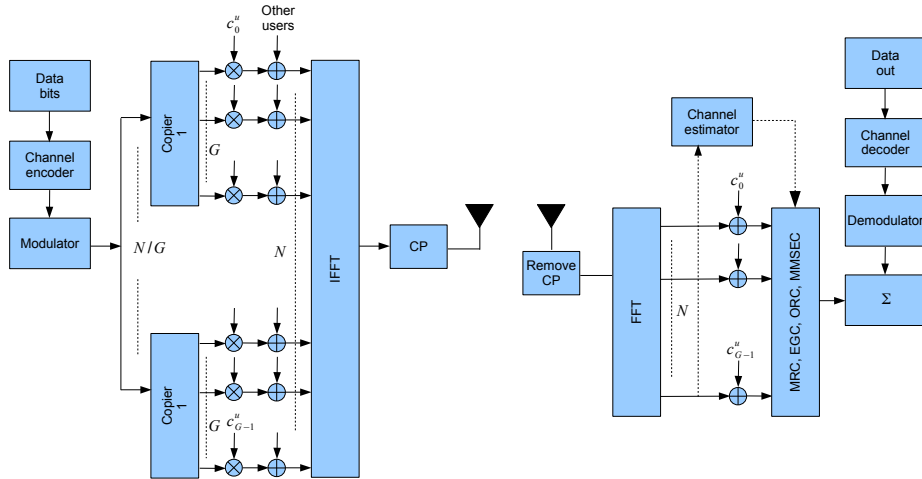 Data
bits
Channel
encoder
Modulator
N/G
Copier
1
Copier
1
c_0^u
Other
users
G
G
c_{G-1}^u
N
IFFT
CP
Remove
CP
FFT
N
Channel
estimator
c_0^u
c_{G-1}^u
MRC, EGC, ORC, MMSEC
Data
out
Channel
decoder
Demodulator
Σ